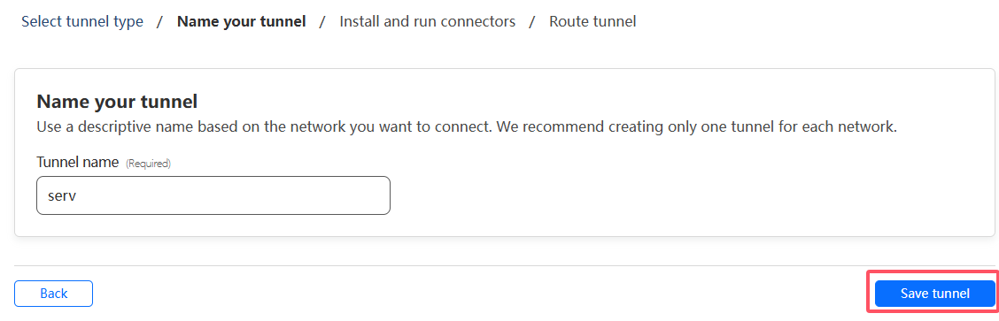 Select tunnel type / Name your tunnel / Install and run connectors / Route tunnel
Name your tunnel
Use a descriptive name based on the network you want to connect. We recommend creating only one tunnel for each network.
Tunnel name (Required)
serv
Back
Save tunnel